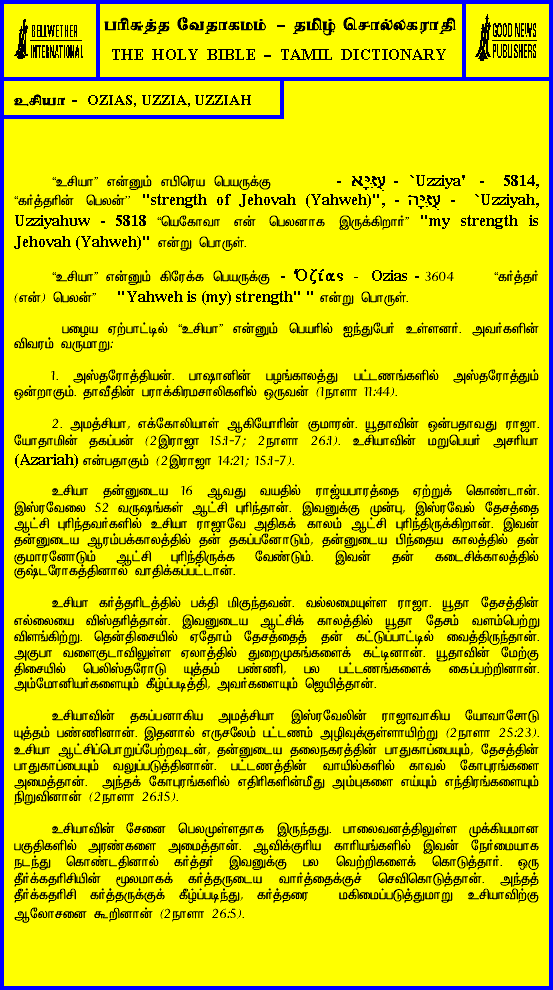 BELLWETHER
INTERNATIONAL
பரிசுத்த வேதாகமம் – தமிழ் சொல்லகராதி
THE HOLY BIBLE – TAMIL DICTIONARY
GOOD NEWS
PUBLISHERS
உசியா - OZIAS, UZZIA, UZZIAH
“உசியா” என்னும் எபிரெய பெயருக்கு - עֻזִּיָּא - `Uzziya' - 5814,
“கர்த்தரின் பெலன்” "strength of Jehovah (Yahweh)", - עֻזִּיָּה - `Uzziyah,
Uzziyahuw - 5818 “யெகோவா என் பெலனாக இருக்கிறார்” "my strength is
Jehovah (Yahweh)" என்று பொருள்.
“உசியா” என்னும் கிரேக்க பெயருக்கு - Ὀζίας - Ozias - 3604 “கர்த்தர்
(என்) பெலன்” "Yahweh is (my) strength" " என்று பொருள்.
பழைய ஏற்பாட்டில் “உசியா” என்னும் பெயரில் ஐந்துபேர் உள்ளனர். அவர்களின்
விவரம் வருமாறு:
1. அஸ்தரோத்தியன். பாஷானின் பழங்காலத்து பட்டணங்களில் அஸ்தரோத்தும்
ஒன்றாகும். தாவீதின் பராக்கிரமசாலிகளில் ஒருவன் (1நாளா 11:44).
2. அமத்சியா, எக்கோலியாள் ஆகியோரின் குமாரன். யூதாவின் ஒன்பதாவது ராஜா.
யோதாமின் தகப்பன் (2இராஜா 15:1-7; 2நாளா 26:1). உசியாவின் மறுபெயர் அசரியா
(Azariah) என்பதாகும் (2இராஜா 14:21; 15:1-7).
உசியா தன்னுடைய 16 ஆவது வயதில் ராஜ்யபாரத்தை ஏற்றுக் கொண்டான்.
இஸ்ரவேலை 52 வருஷங்கள் ஆட்சி புரிந்தான். இவனுக்கு முன்பு, இஸ்ரவேல் தேசத்தை
ஆட்சி புரிந்தவர்களில் உசியா ராஜாவே அதிகக் காலம் ஆட்சி புரிந்திருக்கிறான். இவன்
தன்னுடைய ஆரம்பக்காலத்தில் தன் தகப்பனோடும், தன்னுடைய பிந்தைய காலத்தில் தன்
குமாரனோடும் ஆட்சி புரிந்திருக்க வேண்டும். இவன் தன் கடைசிக்காலத்தில்
குஷ்டரோகத்தினால் வாதிக்கப்பட்டான்.
உசியா கர்த்தரிடத்தில் பக்தி மிகுந்தவன். வல்லமையுள்ள ராஜா. யூதா தேசத்தின்
எல்லையை விஸ்தரித்தான். இவனுடைய ஆட்சிக் காலத்தில் யூதா தேசம் வளம்பெற்று
விளங்கிற்று. தென்திசையில் ஏதோம் தேசத்தைத் தன் கட்டுப்பாட்டில் வைத்திருந்தான்.
அகுபா வளைகுடாவிலுள்ள ஏலாத்தில் துறைமுகங்களைக் கட்டினான். யூதாவின் மேற்கு
திசையில் பெலிஸ்தரோடு யுத்தம் பண்ணி, பல பட்டணங்களைக் கைப்பற்றினான்.
அம்மோனியர்களையும் கீழ்ப்படித்தி, அவர்களையும் ஜெயித்தான்.
உசியாவின் தகப்பனாகிய அமத்சியா இஸ்ரவேலின் ராஜாவாகிய யோவாசோடு
யுத்தம் பண்ணினான். இதனால் எருசலேம் பட்டணம் அழிவுக்குள்ளாயிற்று (2நாளா 25:23).
உசியா ஆட்சிப்பொறுப்பேற்றவுடன், தன்னுடைய தலைநகரத்தின் பாதுகாப்பையும், தேசத்தின்
பாதுகாப்பையும் வலுப்படுத்தினான். பட்டணத்தின் வாயில்களில் காவல் கோபுரங்களை
அமைத்தான். அந்தக் கோபுரங்களில் எதிரிகளின்மீது அம்புகளை எய்யும் எந்திரங்களையும்
நிறுவினான் (2நாளா 26:15).
உசியாவின் சேனை பெலமுள்ளதாக இருந்தது. பாலைவனத்திலுள்ள முக்கியமான
பகுதிகளில் அரண்களை அமைத்தான். ஆவிக்குரிய காரியங்களில் இவன் நேர்மையாக
நடந்து கொண்டதினால் கர்த்தர் இவனுக்கு பல வெற்றிகளைக் கொடுத்தார். ஒரு
தீர்க்கதரிசியின் மூலமாகக் கர்த்தருடைய வார்த்தைக்குச் செவிகொடுத்தான். அந்தத்
தீர்க்கதரிசி கர்த்தருக்குக் கீழ்ப்படிந்து, கர்த்தரை மகிமைப்படுத்துமாறு உசியாவிற்கு
ஆலோசனை கூறினான் (2நாளா 26:5).